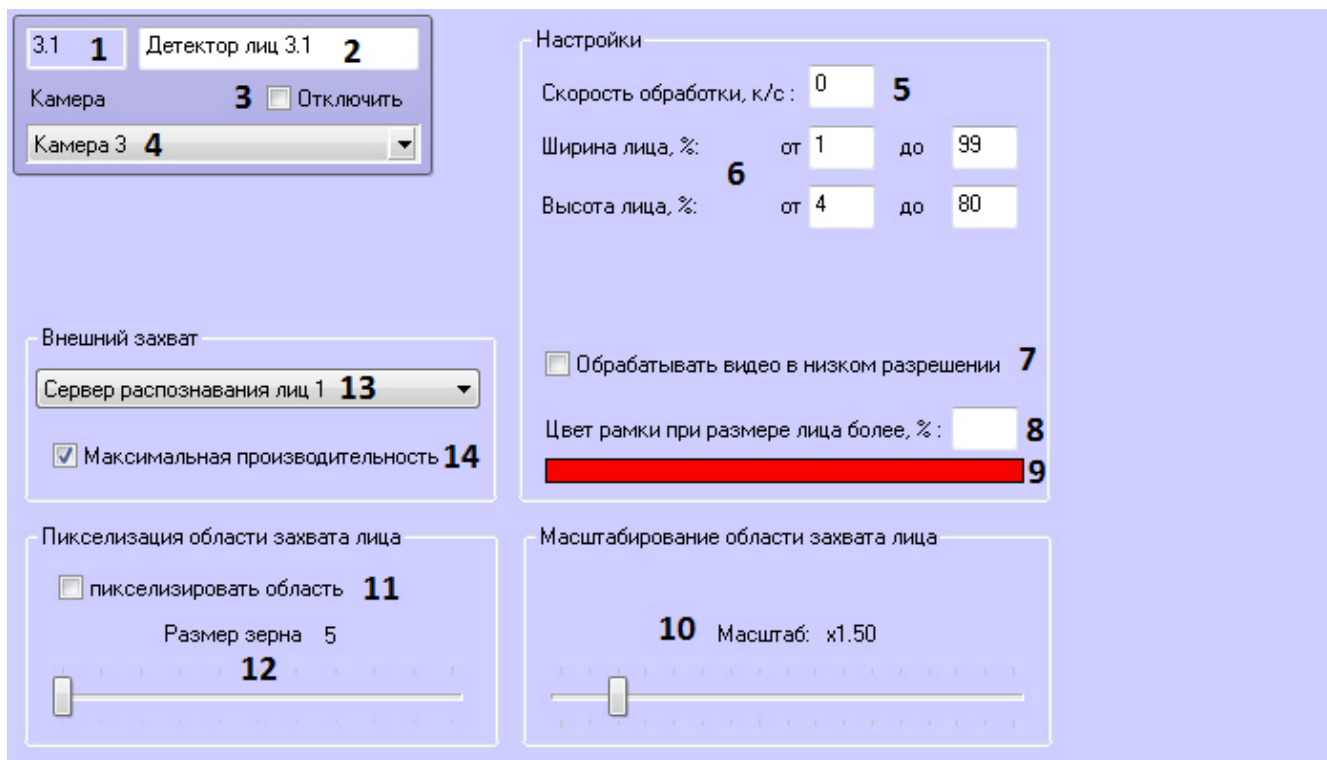 3.1 1 Детектор лиц 3.1 2
Камера 3 Отключить
Камера 3 4
Настройки
Скорость обработки, к/с : 0 5
Ширина лица, %: от 1 до 99
6
Высота лица, %: от 4 до 80
Обрабатывать видео в низком разрешении 7
Цвет рамки при размере лица более, % : 8
9
Внешний захват
Сервер распознавания лиц 1 13
Максимальная производительность 14
Пикселизация области захвата лица
пикселизировать область 11
Размер зерна 5
12
Масштабирование области захвата лица
10 Масштаб: x1.50